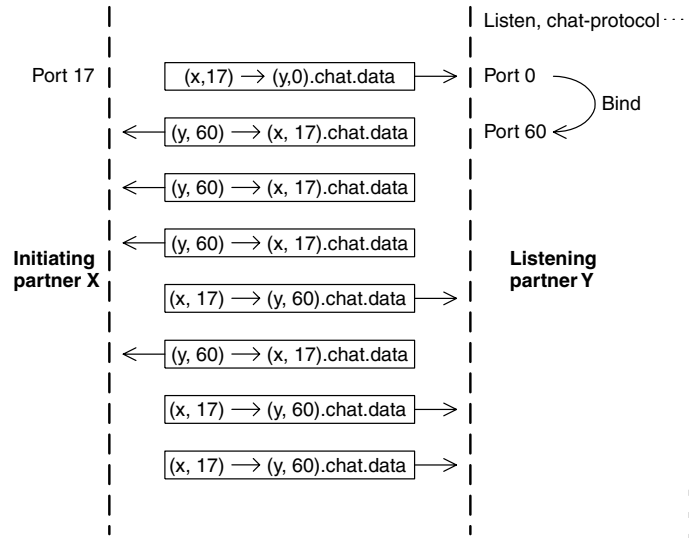 Listen, chat-protocol ···
Port 17 (x,17) → (y,0).chat.data Port 0
Bind
(y, 60) → (x, 17).chat.data Port 60
(y, 60) → (x, 17).chat.data
(y, 60) → (x, 17).chat.data
Initiating
partner X
Listening
partner Y
(x, 17) → (y, 60).chat.data
(y, 60) → (x, 17).chat.data
(x, 17) → (y, 60).chat.data
(x, 17) → (y, 60).chat.data